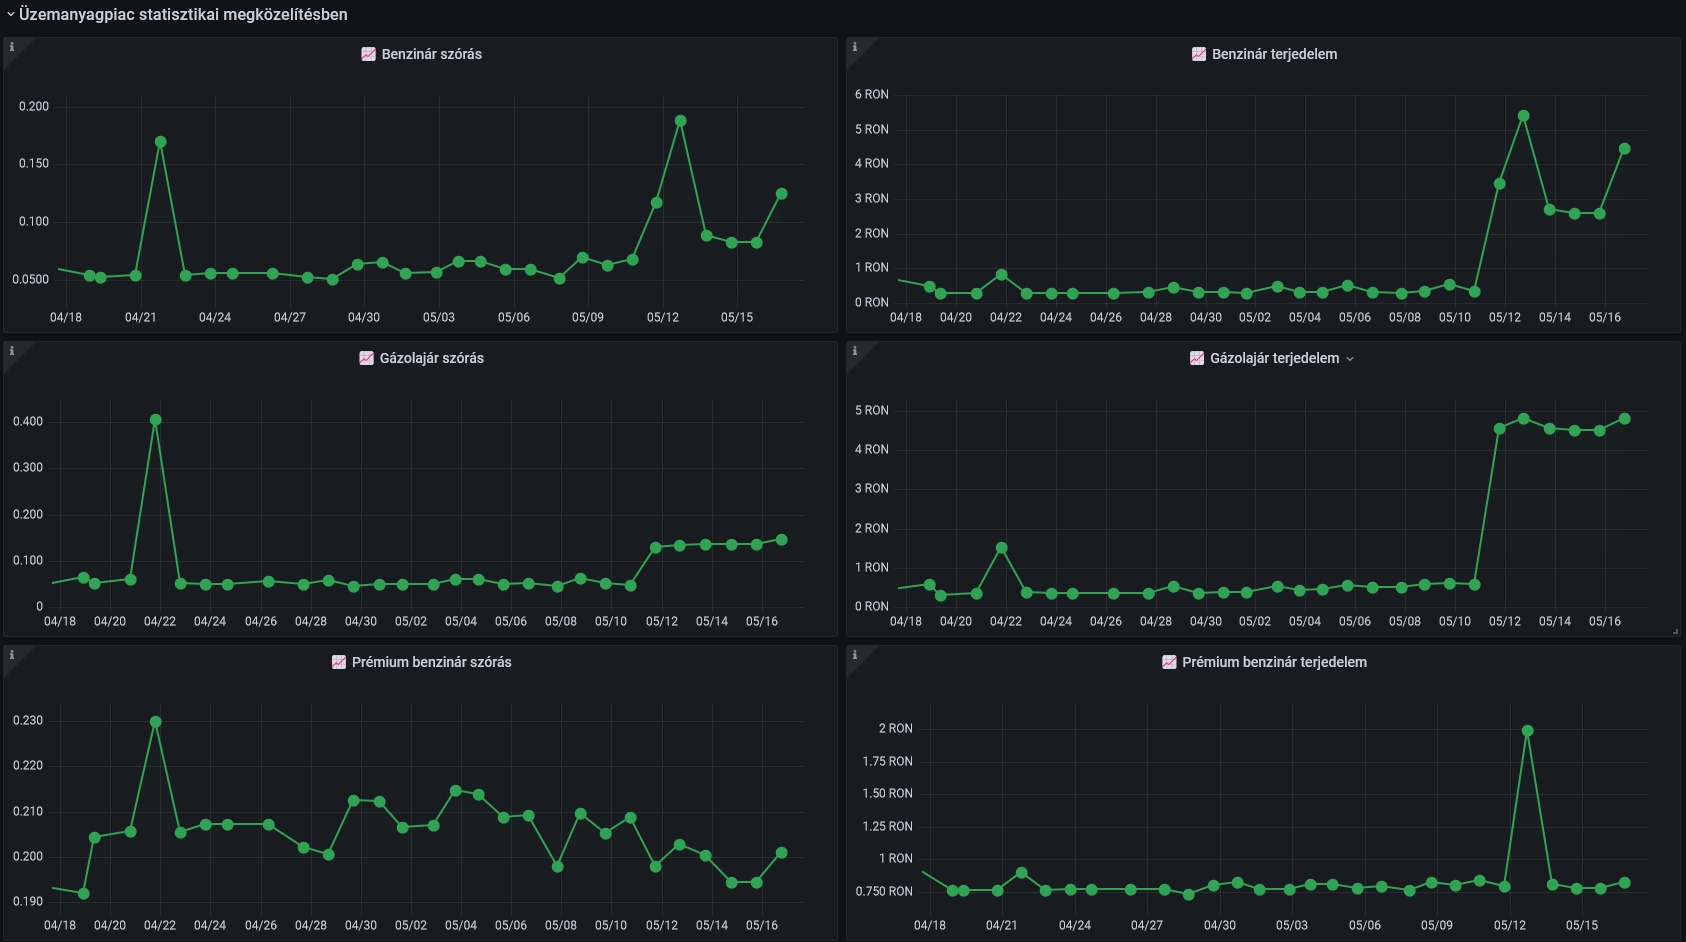 Üzemanyagpiac statisztikai megközelítésben
i
Benzinár szórás
0.200
0.150
0.100
0.0500
04/18 04/21 04/24 04/27 04/30 05/03 05/06 05/09 05/12 05/15
i
Benzinár terjedelem
6 RON
5 RON
4 RON
3 RON
2 RON
1 RON
0 RON
04/18 04/20 04/22 04/24 04/26 04/28 04/30 05/02 05/04 05/06 05/08 05/10 05/12 05/14 05/16
i
Gázolajár szórás
0.400
0.300
0.200
0.100
0
04/18 04/20 04/22 04/24 04/26 04/28 04/30 05/02 05/04 05/06 05/08 05/10 05/12 05/14 05/16
i
Gázolajár terjedelem
5 RON
4 RON
3 RON
2 RON
1 RON
0 RON
04/18 04/20 04/22 04/24 04/26 04/28 04/30 05/02 05/04 05/06 05/08 05/10 05/12 05/14 05/16
i
Prémium benzinár szórás
0.230
0.220
0.210
0.200
0.190
04/18 04/20 04/22 04/24 04/26 04/28 04/30 05/02 05/04 05/06 05/08 05/10 05/12 05/14 05/16
i
Prémium benzinár terjedelem
2 RON
1.75 RON
1.50 RON
1.25 RON
1 RON
0.750 RON
04/18 04/21 04/24 04/27 04/30 05/03 05/06 05/09 05/12 05/15